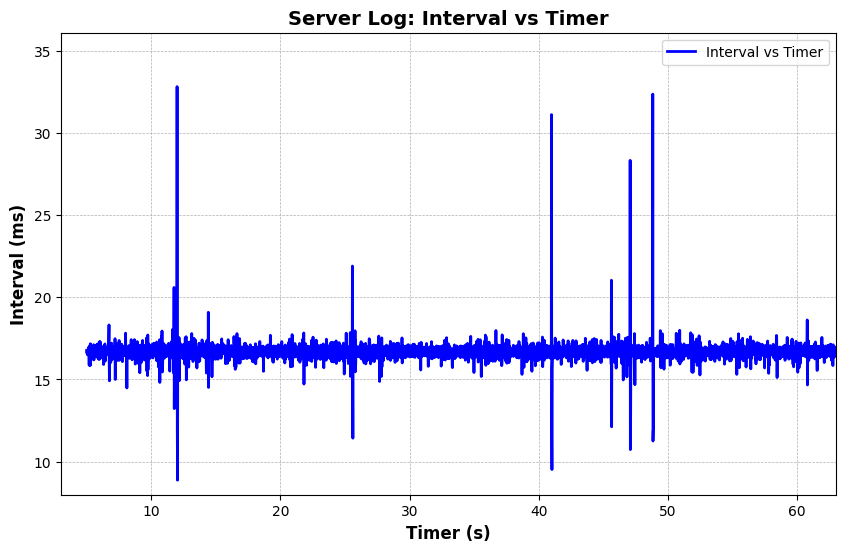 Server Log: Interval vs Timer
Interval vs Timer
35
30
25
20
15
10
Interval (ms)
10 20 30 40 50 60
Timer (s)